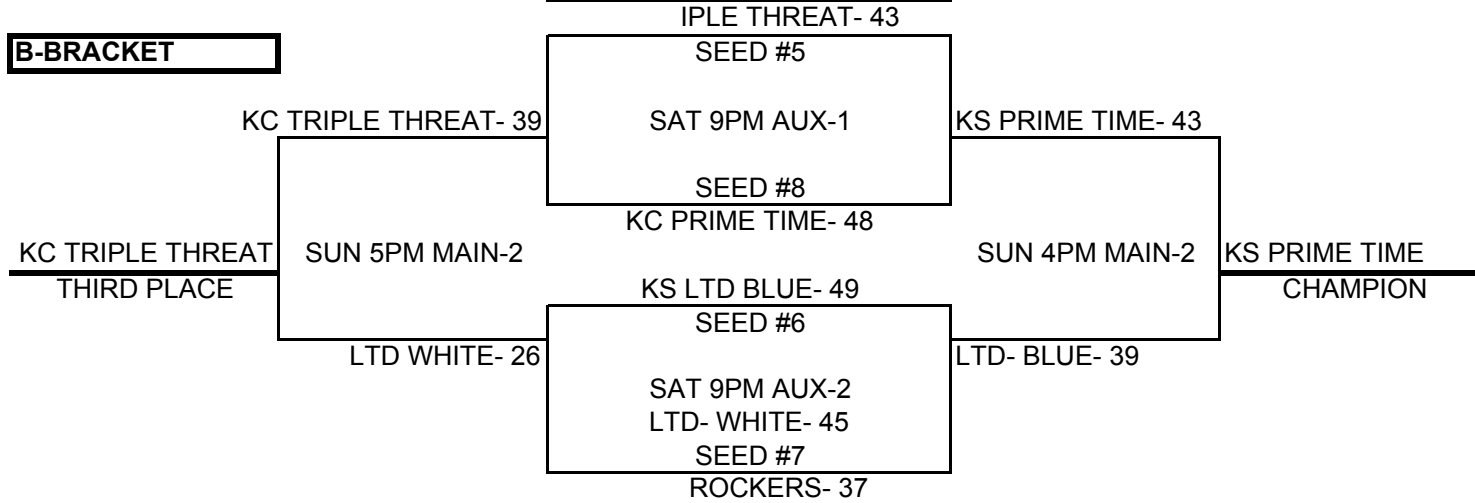 IPLE THREAT- 43
B-BRACKET
SEED #5
KC TRIPLE THREAT- 39 SAT 9PM AUX-1 KS PRIME TIME- 43
SEED #8
KC PRIME TIME- 48
KC TRIPLE THREAT SUN 5PM MAIN-2 SUN 4PM MAIN-2 KS PRIME TIME
THIRD PLACE KS LTD BLUE- 49 CHAMPION
SEED #6
LTD WHITE- 26 LTD- BLUE- 39
SAT 9PM AUX-2
LTD- WHITE- 45
SEED #7
ROCKERS- 37